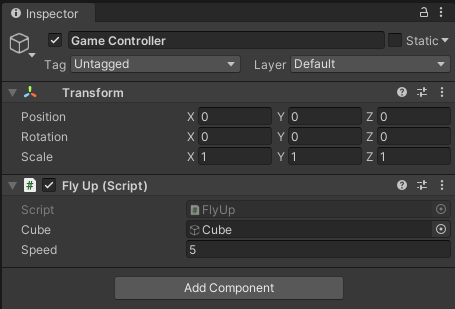 Inspector
Game Controller Static
Tag Untagged Layer Default
Transform
Position X 0 Y 0 Z 0
Rotation X 0 Y 0 Z 0
Scale X 1 Y 1 Z 1
# Fly Up (Script)
Script # FlyUp
Cube Cube
Speed 5
Add Component